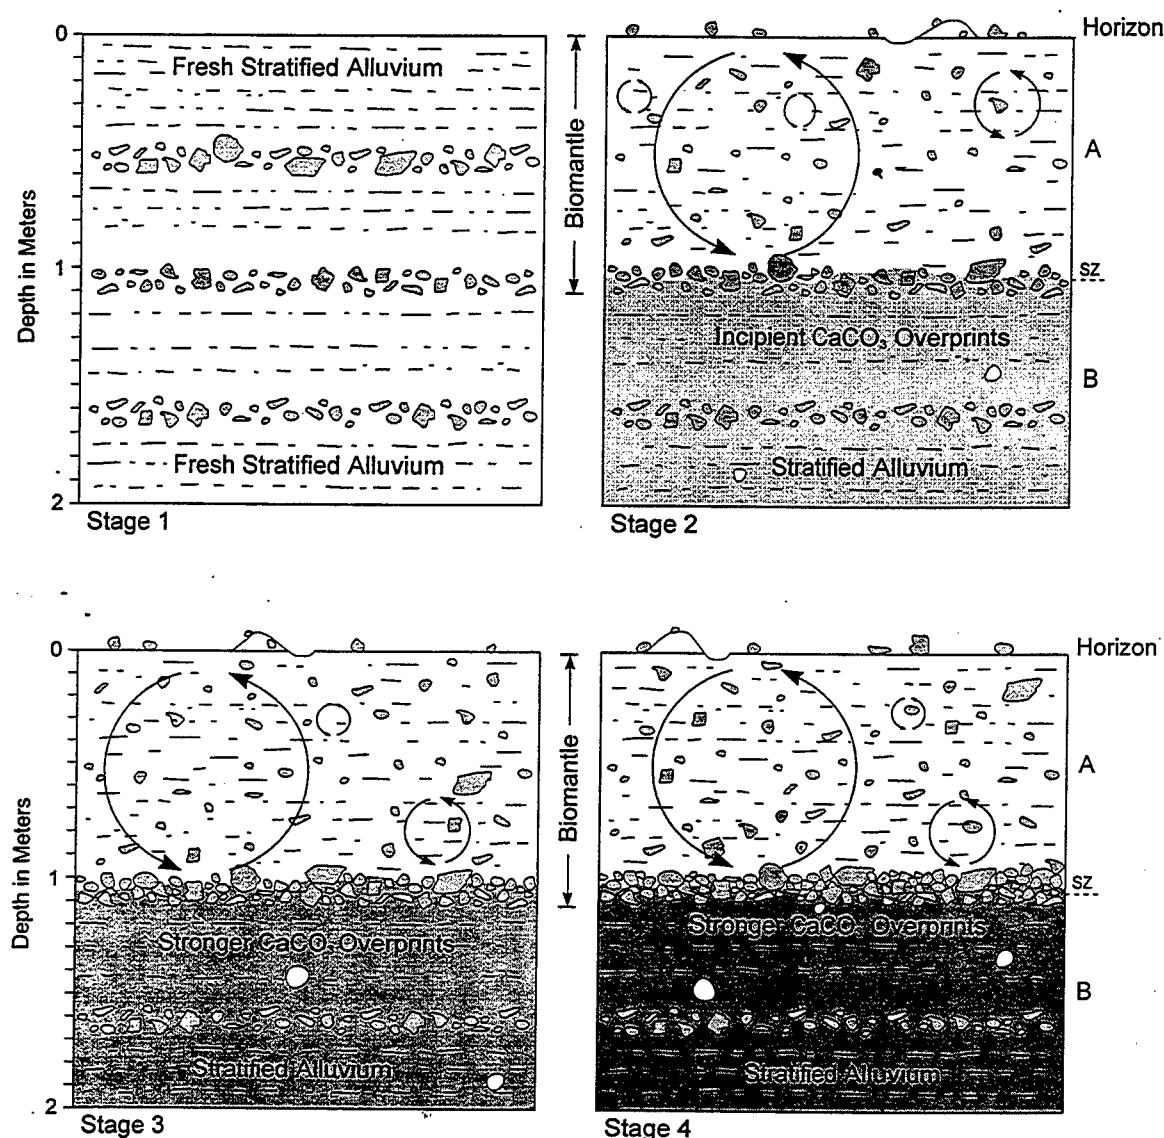 0
Fresh Stratified Alluvium
1
Depth in Meters
Fresh Stratified Alluvium
2
Stage 1
Horizon
Biomantle
A
SZ
Incipient CaCO₃ Overprints
B
Stratified Alluvium
Stage 2
0
1
Depth in Meters
Stronger CaCO₃ Overprints
Stratified Alluvium
2
Stage 3
Horizon
Biomantle
A
SZ
Stronger CaCO₃ Overprints
B
Stratified Alluvium
Stage 4